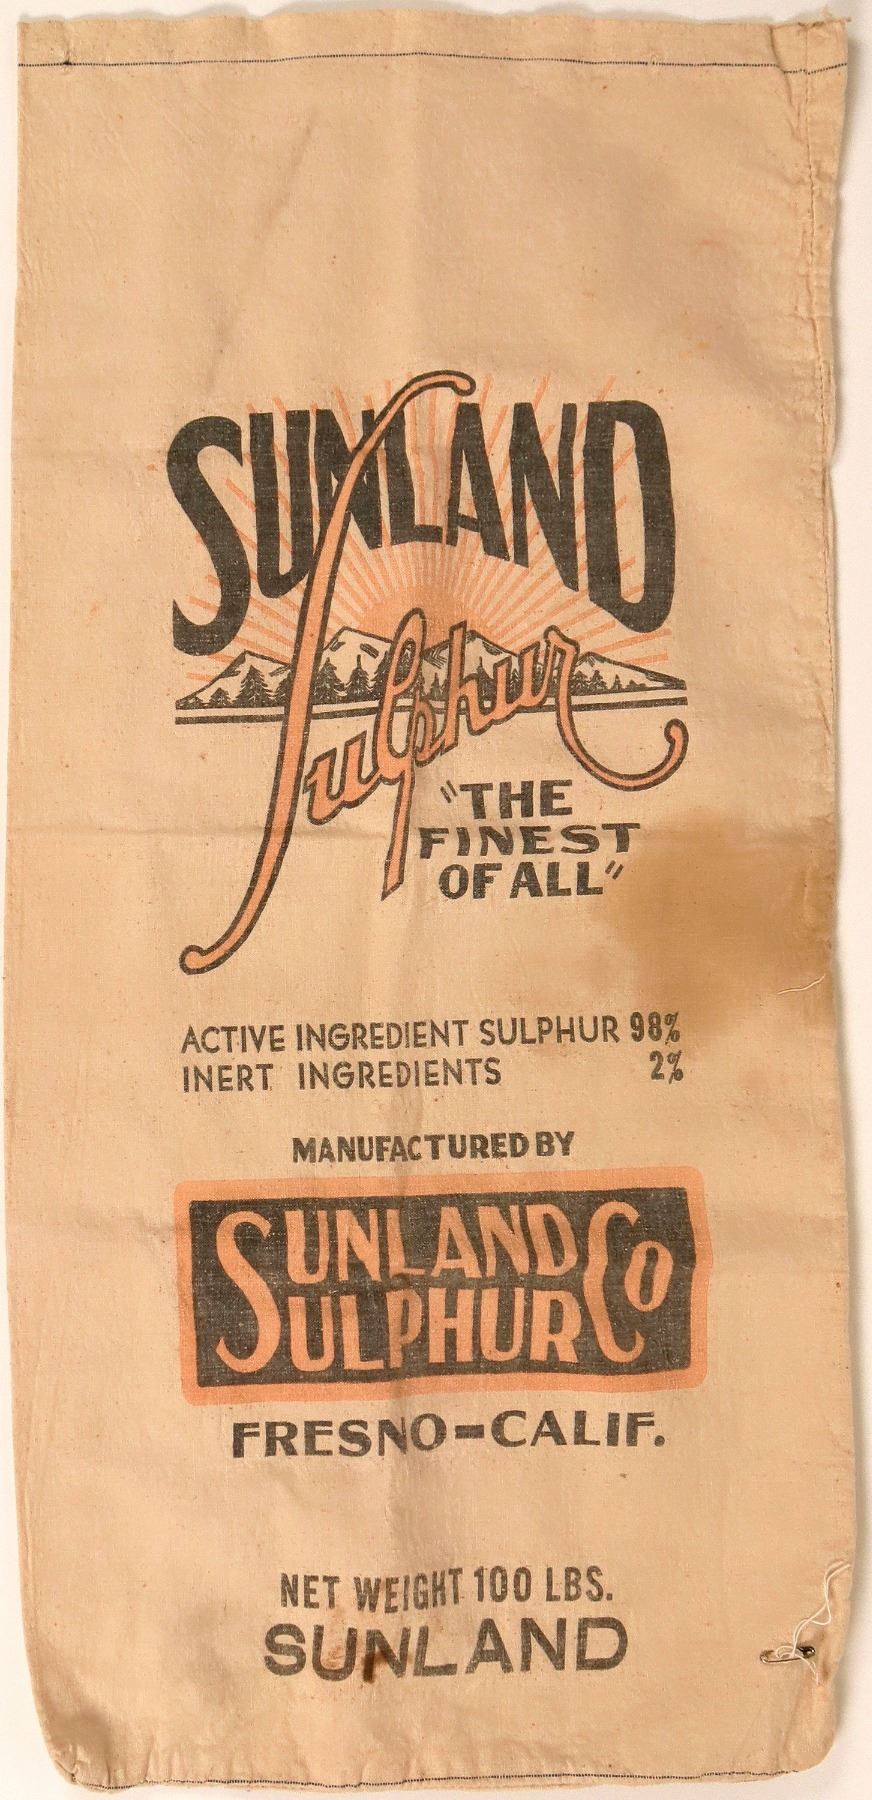 SUNLAND
Sulphur
"THE
FINEST
OF ALL"
ACTIVE INGREDIENT SULPHUR 98%
INERT INGREDIENTS 2%
MANUFACTURED BY
SUNLAND
SULPHUR CO
FRESNO-CALIF.
NET WEIGHT 100 LBS.
SUNLAND